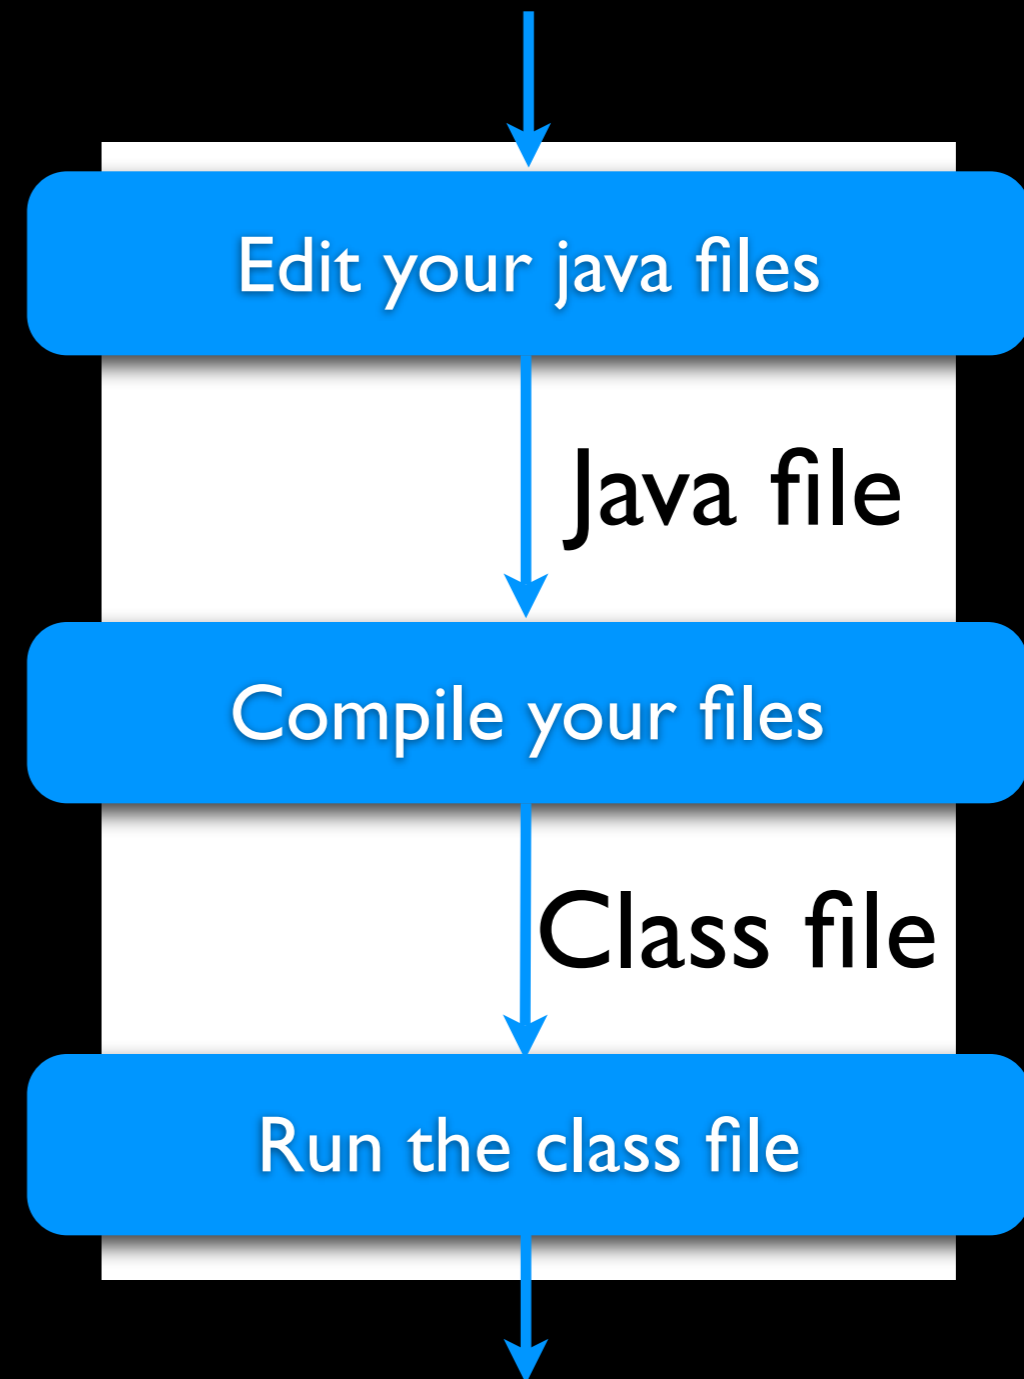 Edit your java files
Java file
Compile your files
Class file
Run the class file